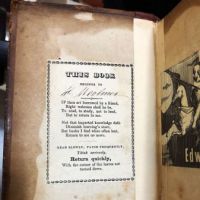 THIS BOOK
BELONGS TO
If thou art borrowed by a friend,
Right welcome shall he be,
To read, to study, not to lend,
But to return to me.
Not that imparted knowledge doth
Diminish learning's store,
But books I find when often lent,
Return to me no more.
READ SLOWLY, PAUSE FREQUENTLY,
Think seriously,
Return quickly,
With the corner of the leaves not
turned down.
Edw